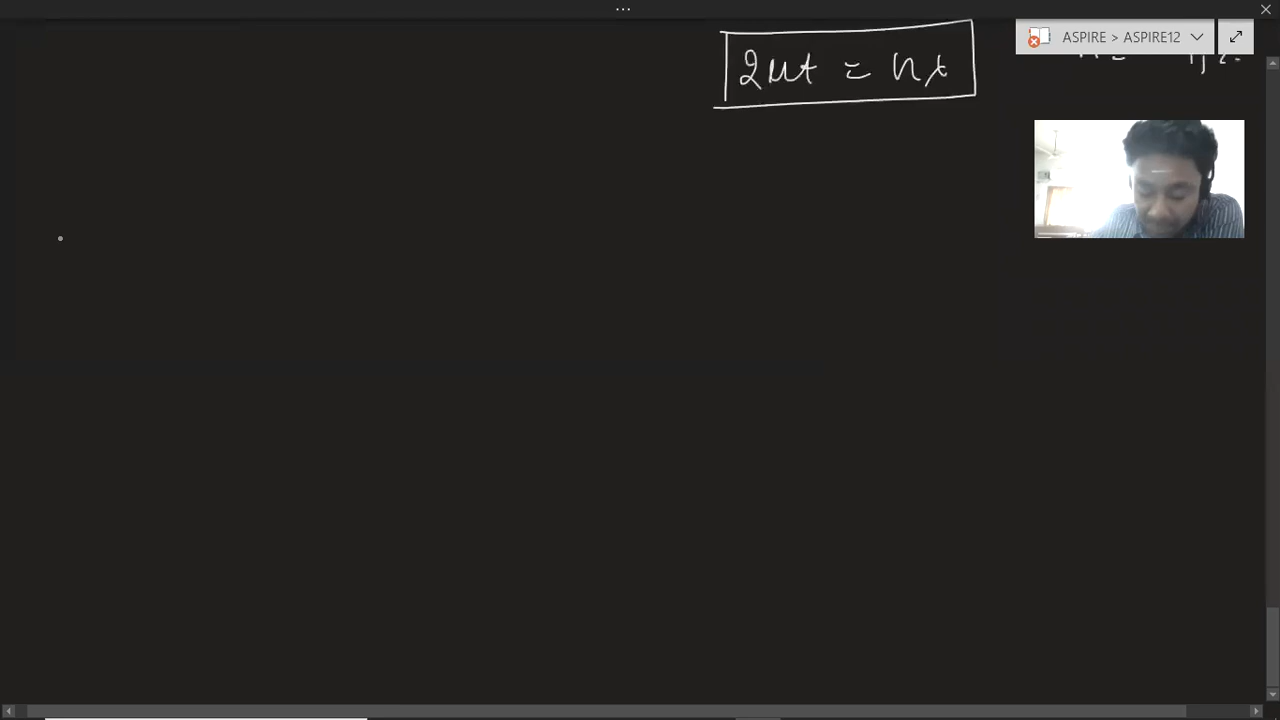 2μt = nλ
ASPIRE > ASPIRE12